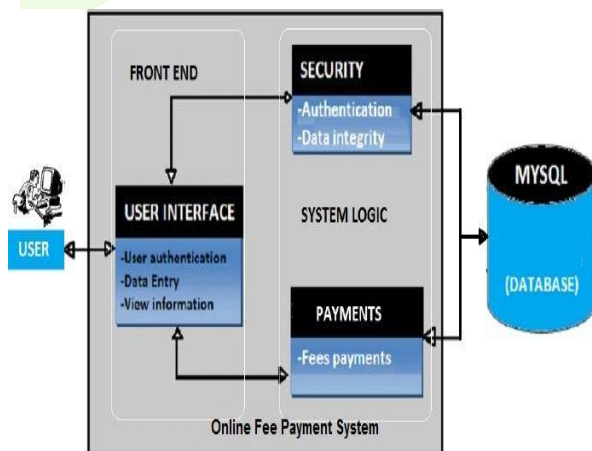 FRONT END
SECURITY
-Authentication
-Data integrity
USER
USER INTERFACE
-User authentication
-Data Entry
-View information
SYSTEM LOGIC
PAYMENTS
-Fees payments
MYSQL
(DATABASE)
Online Fee Payment System